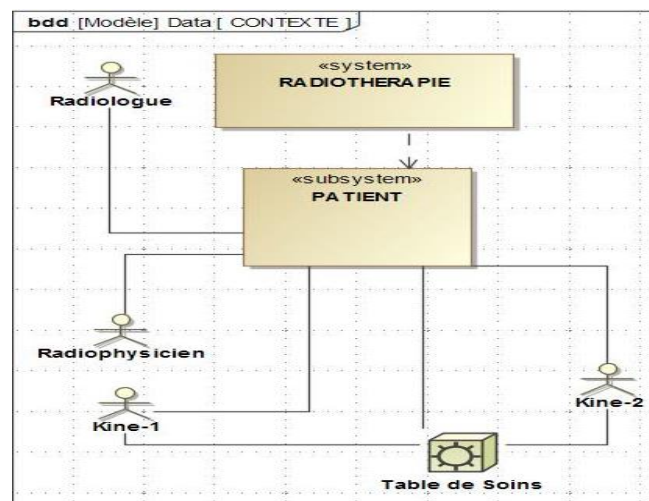 bdd [Modèle] Data [ CONTEXTE ]
«system»
RADIOTHERAPIE
Radiologue
«subsystem»
PATIENT
Radiophysicien
Kine-1
Kine-2
Table de Soins